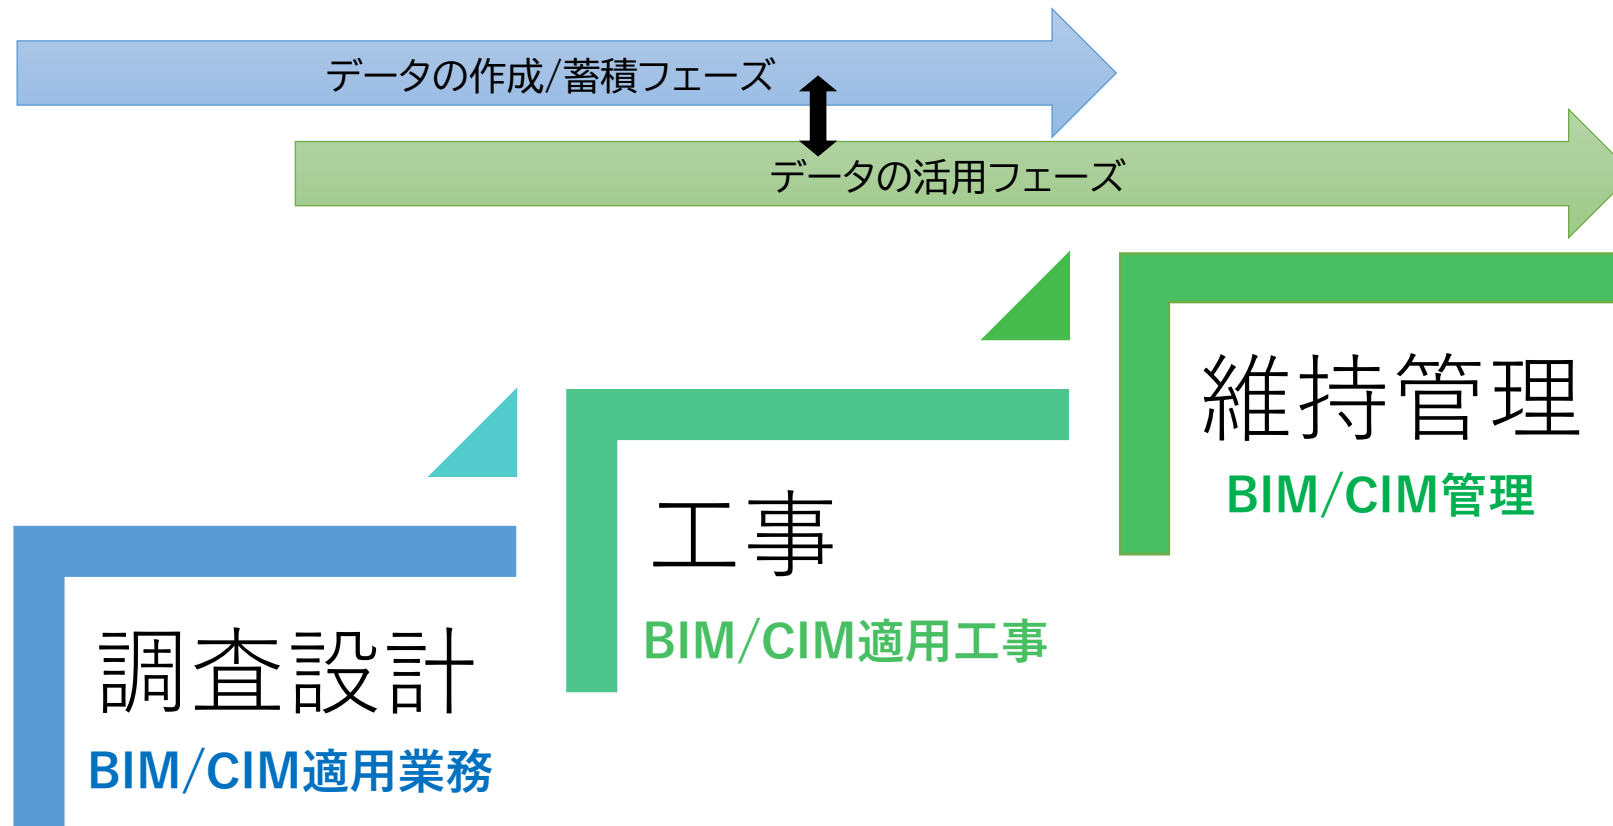 データの作成/蓄積フェーズ
データの活用フェーズ
維持管理
BIM/CIM管理
工事
BIM/CIM適用工事
調査設計
BIM/CIM適用業務